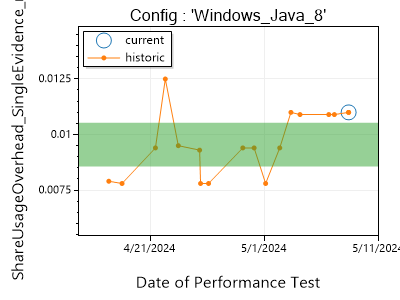 Config : 'Windows_Java_8'
current
historic
ShareUsageOverhead_SingleEvidence_
0.0125
0.01
0.0075
4/21/2024
5/1/2024
5/11/2024
Date of Performance Test